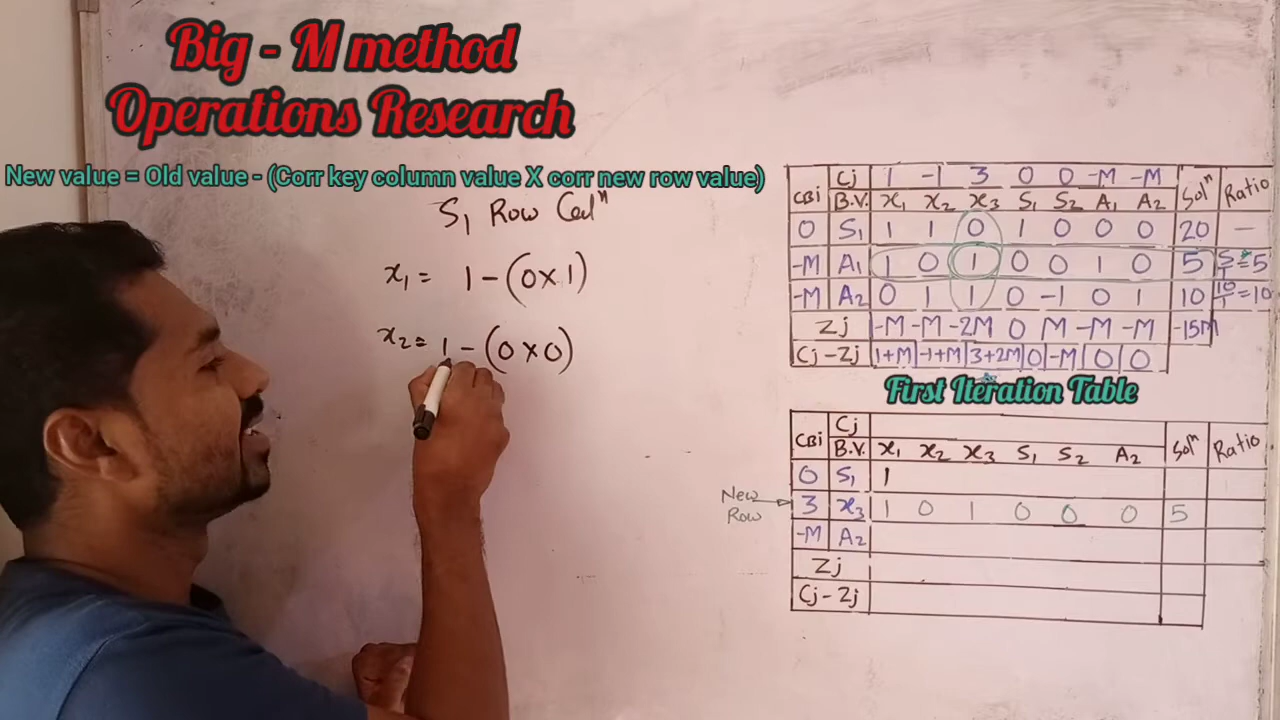 Big - M method
Operations Research
New value = Old value - (Corr key column value X corr new row value)
S₁ Row Calⁿ
x₁ = 1 - (0 x 1)
x₂ = 1 - (0 x 0)
CBi Cj 1 -1 3 0 0 -M -M Solⁿ Ratio
B.V. x₁ x₂ x₃ S₁ S₂ A₁ A₂
0 S₁ 1 1 0 1 0 0 0 20 —
-M A₁ 1 0 1 0 0 1 0 5 5/1=5
-M A₂ 0 1 1 0 -1 0 1 10 10/1=10
Zj -M -M -2M 0 M -M -M -15M
Cj - Zj 1+M -1+M 3+2M 0 -M 0 0
First Iteration Table
CBi Cj Solⁿ Ratio
B.V. x₁ x₂ x₃ S₁ S₂ A₂
0 S₁ 1
New Row 3 x₃ 1 0 1 0 0 0 5
-M A₂
Zj
Cj - Zj